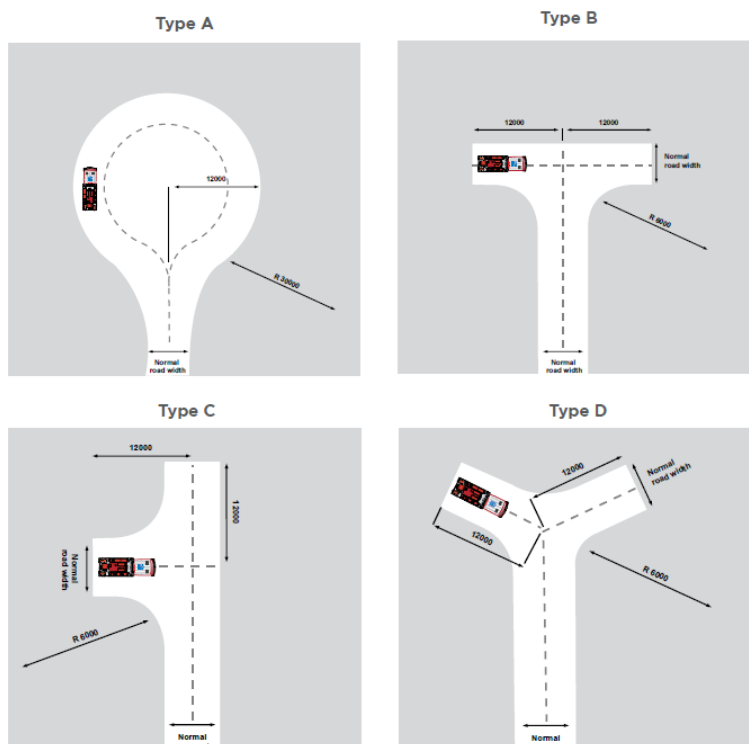 Type A
12000
R 30000
Normal
road width
Type B
12000 12000
Normal
road width
R 6000
Normal
road width
Type C
12000
12000
Normal
road width
R 6000
Normal
Type D
12000
Normal
road width
12000
R 6000
Normal